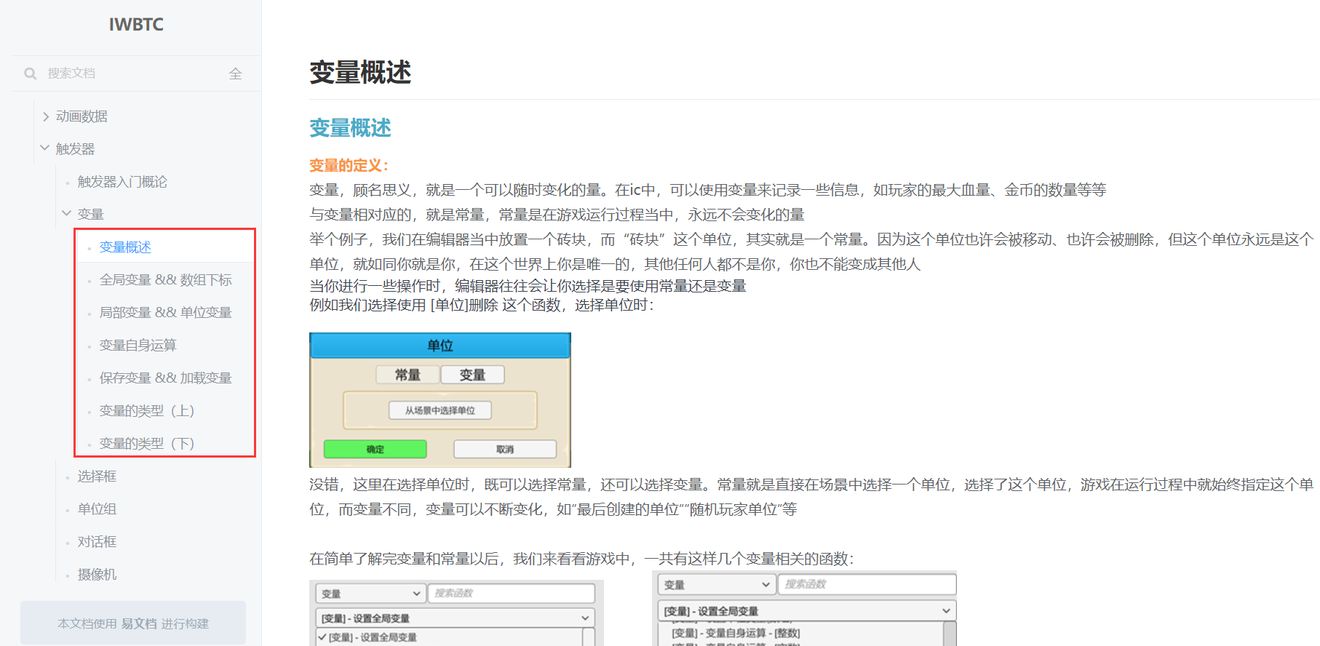 IWBTC
搜索文档
全
动画数据
触发器
触发器入门概论
变量
变量概述
全局变量 && 数组下标
局部变量 && 单位变量
变量自身运算
保存变量 && 加载变量
变量的类型（上）
变量的类型（下）
选择框
单位组
对话框
摄像机
本文档使用 易文档 进行构建
变量概述
变量概述
变量的定义：
变量，顾名思义，就是一个可以随时变化的量。在ic中，可以使用变量来记录一些信息，如玩家的最大血量、金币的数量等等
与变量相对应的，就是常量，常量是在游戏运行过程当中，永远不会变化的量
举个例子，我们在编辑器当中放置一个砖块，而“砖块”这个单位，其实就是一个常量。因为这个单位也许会被移动、也许会被删除，但这个单位永远是这个
单位，就如同你就是你，在这个世界上你是唯一的，其他任何人都不是你，你也不能变成其他人
当你进行一些操作时，编辑器往往会让你选择是要使用常量还是变量
例如我们选择使用 [单位]删除 这个函数，选择单位时：
单位
常量 变量
从场景中选择单位
确定 取消
没错，这里在选择单位时，既可以选择常量，还可以选择变量。常量就是直接在场景中选择一个单位，选择了这个单位，游戏在运行过程中就始终指定这个单
位，而变量不同，变量可以不断变化，如"最后创建的单位""随机玩家单位"等
在简单了解完变量和常量以后，我们来看看游戏中，一共有这样几个变量相关的函数：
变量 搜索函数
[变量] - 设置全局变量
✓[变量] - 设置全局变量
变量 搜索函数
[变量] - 设置全局变量
[变量] - 变量自身运算 - [整数]